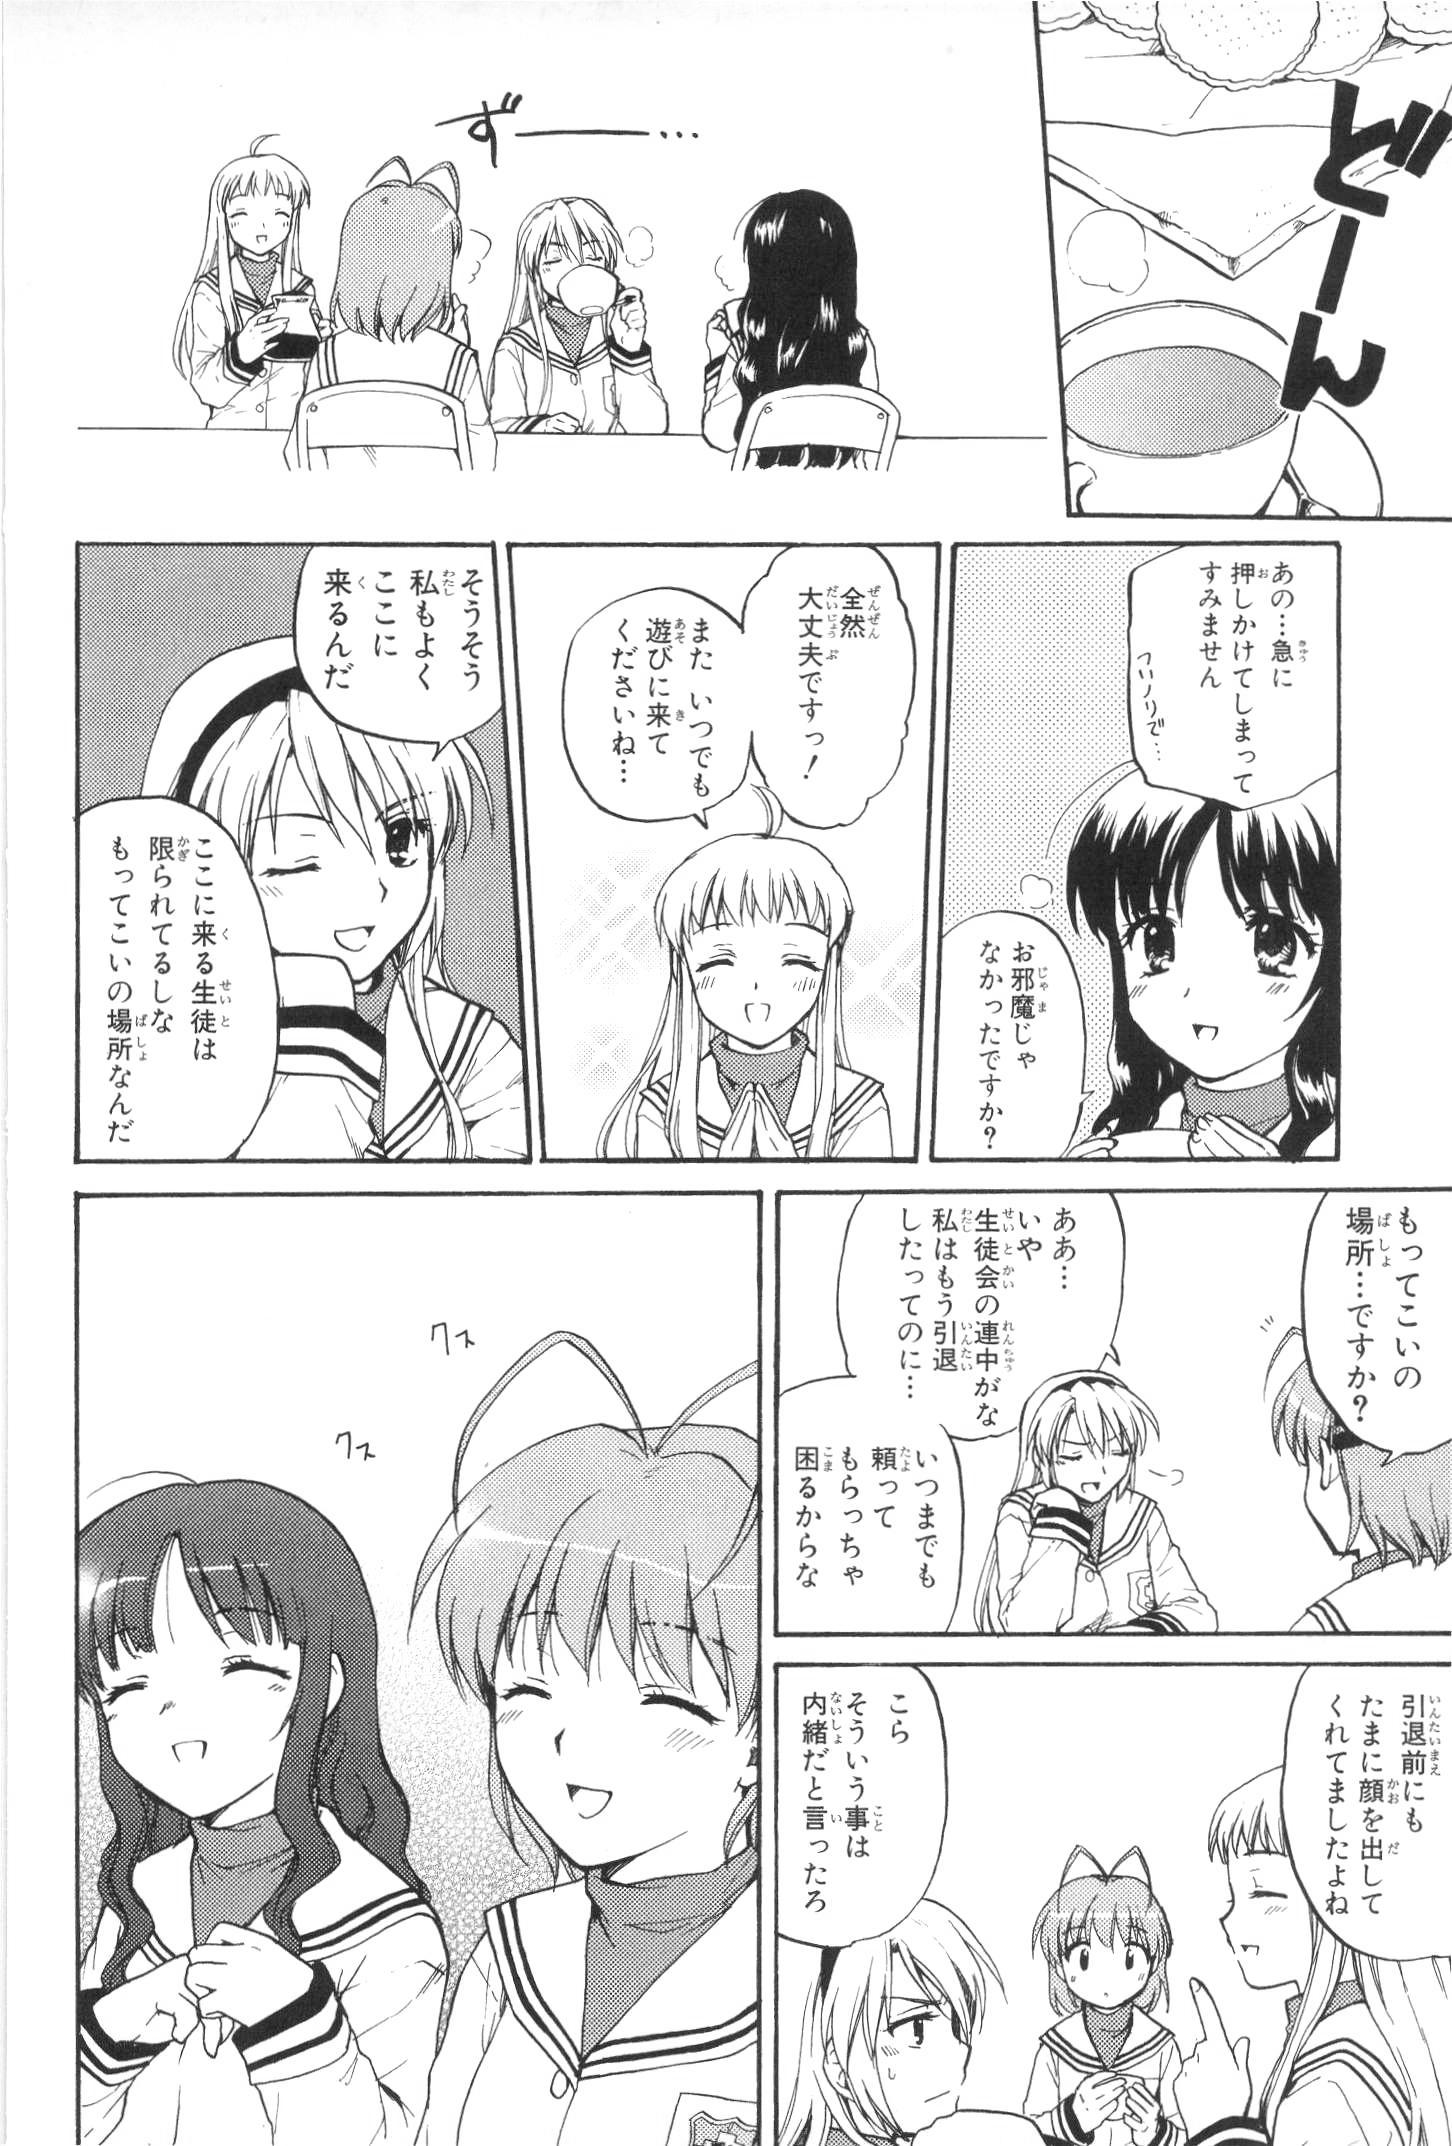 どーん
ずーーー…
あの…急に
押しかけてしまって
すみません
ついノリで…
お邪魔じゃ
なかったですか？
全然
大丈夫ですっ！
また いつでも
遊びに来て
くださいね…
そうそう
私もよく
ここに
来るんだ
ここに来る生徒は
限られてるしな
もってこいの場所なんだ
もってこいの
場所…ですか？
ああ…
いや
生徒会の連中がな
私はもう引退
したってのに…
いつまでも
頼って
もらっちゃ
困るからな
引退前にも
たまに顔を出して
くれてましたよね
こら
そういう事は
内緒だと言ったろ
クス
クス